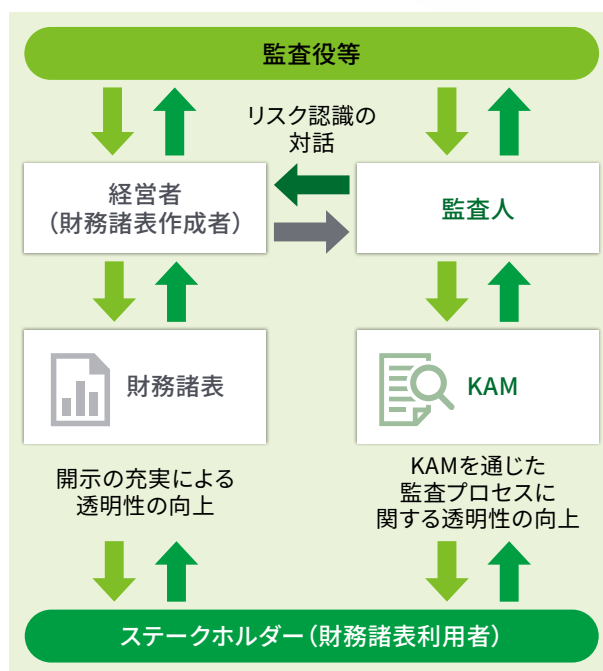 監査役等
リスク認識の
対話
経営者
（財務諸表作成者）
監査人
財務諸表
KAM
開示の充実による
透明性の向上
KAMを通じた
監査プロセスに
関する透明性の向上
ステークホルダー（財務諸表利用者）